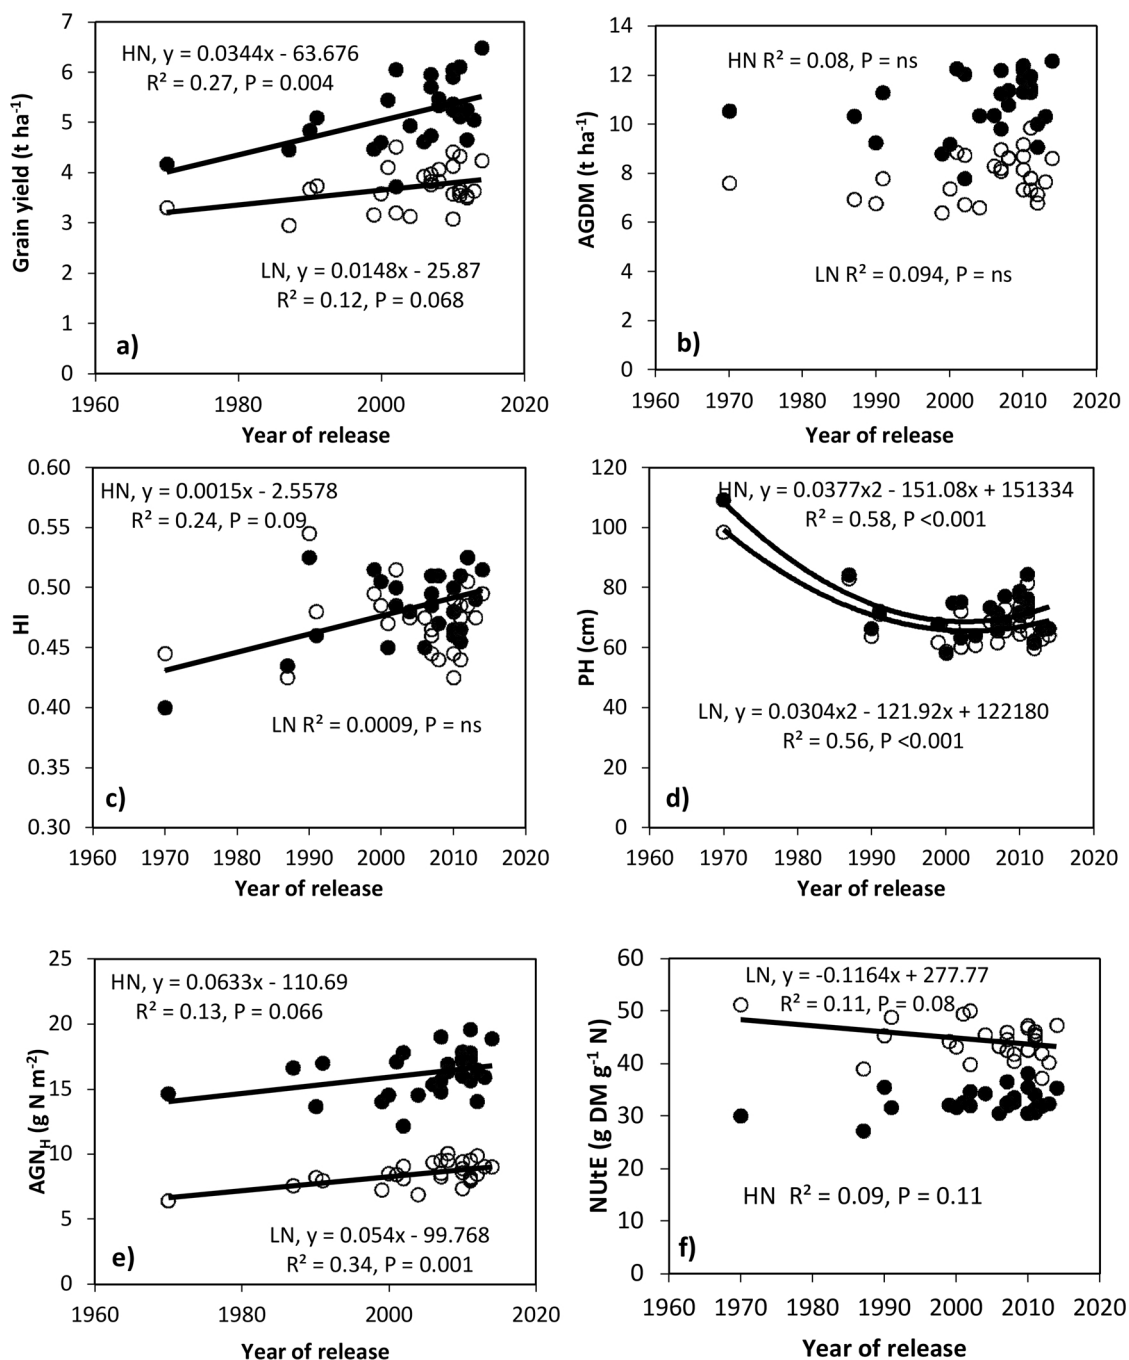 HN, y = 0.0344x - 63.676
R² = 0.27, P = 0.004
LN, y = 0.0148x - 25.87
R² = 0.12, P = 0.068
a)
Grain yield (t ha⁻¹)
7
6
5
4
3
2
1
0
1960 1980 2000 2020
Year of release
HN R² = 0.08, P = ns
LN R² = 0.094, P = ns
b)
AGDM (t ha⁻¹)
14
12
10
8
6
4
2
0
1960 1970 1980 1990 2000 2010 2020
Year of release
HN, y = 0.0015x - 2.5578
R² = 0.24, P = 0.09
LN R² = 0.0009, P = ns
c)
HI
0.60
0.55
0.50
0.45
0.40
0.35
0.30
1960 1970 1980 1990 2000 2010 2020
Year of release
HN, y = 0.0377x2 - 151.08x + 151334
R² = 0.58, P <0.001
LN, y = 0.0304x2 - 121.92x + 122180
R² = 0.56, P <0.001
d)
PH (cm)
120
100
80
60
40
20
0
1960 1970 1980 1990 2000 2010 2020
Year of release
HN, y = 0.0633x - 110.69
R² = 0.13, P = 0.066
LN, y = 0.054x - 99.768
R² = 0.34, P = 0.001
e)
AGN_H (g N m⁻²)
25
20
15
10
5
0
1960 1980 2000 2020
Year of release
LN, y = -0.1164x + 277.77
R² = 0.11, P = 0.08
HN R² = 0.09, P = 0.11
f)
NUtE (g DM g⁻¹ N)
60
50
40
30
20
10
0
1960 1970 1980 1990 2000 2010 2020
Year of release